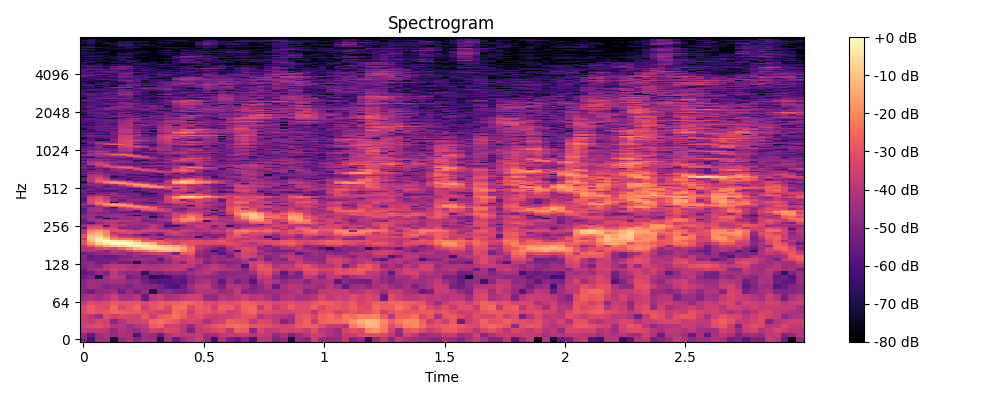 Spectrogram
Hz
4096
2048
1024
512
256
128
64
0
0
0.5
1
1.5
2
2.5
Time
+0 dB
-10 dB
-20 dB
-30 dB
-40 dB
-50 dB
-60 dB
-70 dB
-80 dB